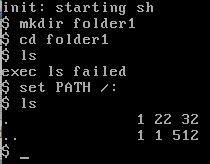 init: starting sh
$ mkdir folder1
$ cd folder1
$ ls
exec ls failed
$ set PATH /:
$ ls
. 1 22 32
.. 1 1 512
$ _